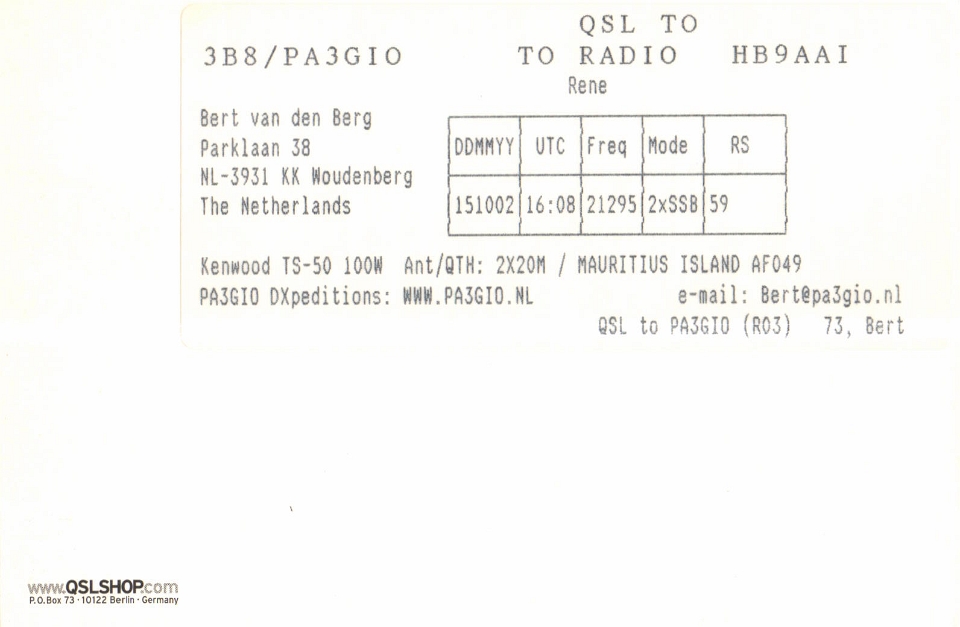 QSL TO
3B8/PA3GIO TO RADIO HB9AAI
Rene
Bert van den Berg
Parklaan 38
NL-3931 KK Woudenberg
The Netherlands
DDMMYY UTC Freq Mode RS
151002 16:08 21295 2xSSB 59
Kenwood TS-50 100W Ant/QTH: 2X20M / MAURITIUS ISLAND AF049
PA3GIO DXpeditions: WWW.PA3GIO.NL e-mail: Bert@pa3gio.nl
QSL to PA3GIO (R03) 73, Bert
www.QSLSHOP.com
P.O.Box 73 · 10122 Berlin · Germany